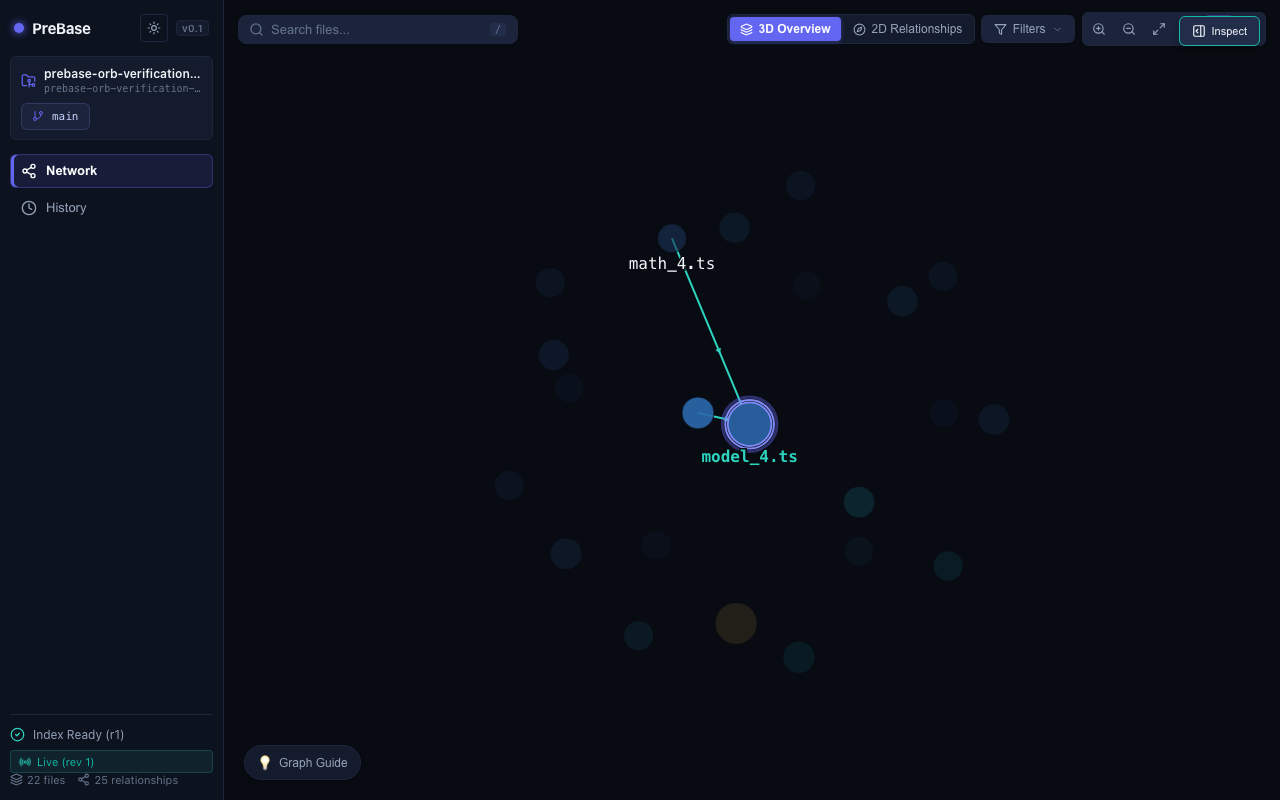 PreBase
v0.1
prebase-orb-verification...
prebase-orb-verification-…
main
Network
History
Search files...
/
3D Overview
2D Relationships
Filters
Inspect
math_4.ts
model_4.ts
Graph Guide
Index Ready (r1)
Live (rev 1)
22 files
25 relationships